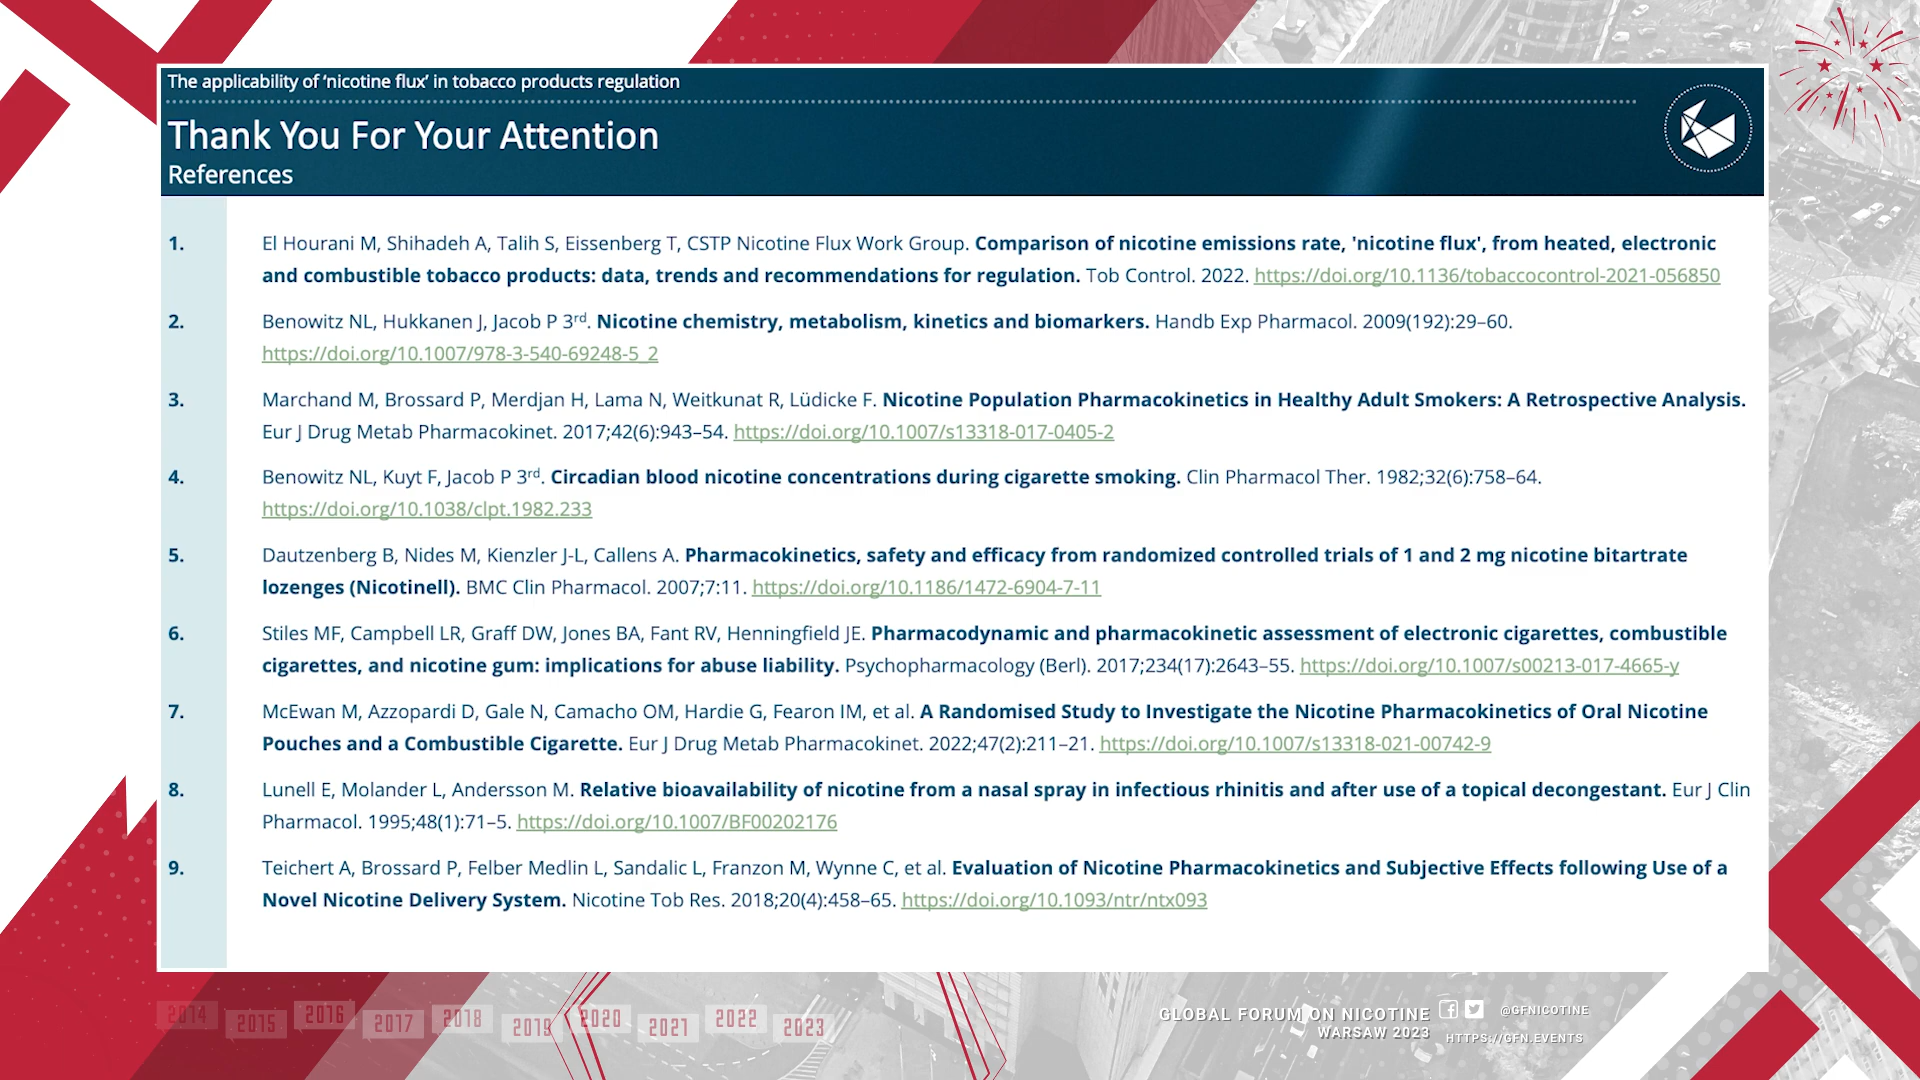 The applicability of ‘nicotine flux’ in tobacco products regulation
Thank You For Your Attention
References
1. El Hourani M, Shihadeh A, Talih S, Eissenberg T, CSTP Nicotine Flux Work Group. Comparison of nicotine emissions rate, 'nicotine flux', from heated, electronic
and combustible tobacco products: data, trends and recommendations for regulation. Tob Control. 2022. https://doi.org/10.1136/tobaccocontrol-2021-056850
2. Benowitz NL, Hukkanen J, Jacob P 3rd. Nicotine chemistry, metabolism, kinetics and biomarkers. Handb Exp Pharmacol. 2009(192):29–60.
https://doi.org/10.1007/978-3-540-69248-5_2
3. Marchand M, Brossard P, Merdjan H, Lama N, Weitkunat R, Lüdicke F. Nicotine Population Pharmacokinetics in Healthy Adult Smokers: A Retrospective Analysis.
Eur J Drug Metab Pharmacokinet. 2017;42(6):943–54. https://doi.org/10.1007/s13318-017-0405-2
4. Benowitz NL, Kuyt F, Jacob P 3rd. Circadian blood nicotine concentrations during cigarette smoking. Clin Pharmacol Ther. 1982;32(6):758–64.
https://doi.org/10.1038/clpt.1982.233
5. Dautzenberg B, Nides M, Kienzler J-L, Callens A. Pharmacokinetics, safety and efficacy from randomized controlled trials of 1 and 2 mg nicotine bitartrate
lozenges (Nicotinell). BMC Clin Pharmacol. 2007;7:11. https://doi.org/10.1186/1472-6904-7-11
6. Stiles MF, Campbell LR, Graff DW, Jones BA, Fant RV, Henningfield JE. Pharmacodynamic and pharmacokinetic assessment of electronic cigarettes, combustible
cigarettes, and nicotine gum: implications for abuse liability. Psychopharmacology (Berl). 2017;234(17):2643–55. https://doi.org/10.1007/s00213-017-4665-y
7. McEwan M, Azzopardi D, Gale N, Camacho OM, Hardie G, Fearon IM, et al. A Randomised Study to Investigate the Nicotine Pharmacokinetics of Oral Nicotine
Pouches and a Combustible Cigarette. Eur J Drug Metab Pharmacokinet. 2022;47(2):211–21. https://doi.org/10.1007/s13318-021-00742-9
8. Lunell E, Molander L, Andersson M. Relative bioavailability of nicotine from a nasal spray in infectious rhinitis and after use of a topical decongestant. Eur J Clin
Pharmacol. 1995;48(1):71–5. https://doi.org/10.1007/BF00202176
9. Teichert A, Brossard P, Felber Medlin L, Sandalic L, Franzon M, Wynne C, et al. Evaluation of Nicotine Pharmacokinetics and Subjective Effects following Use of a
Novel Nicotine Delivery System. Nicotine Tob Res. 2018;20(4):458–65. https://doi.org/10.1093/ntr/ntx093
2014 2015 2016 2017 2018 2019 2020 2021 2022 2023
GLOBAL FORUM ON NICOTINE
WARSAW 2023
@GFNICOTINE
HTTPS://GFN.EVENTS